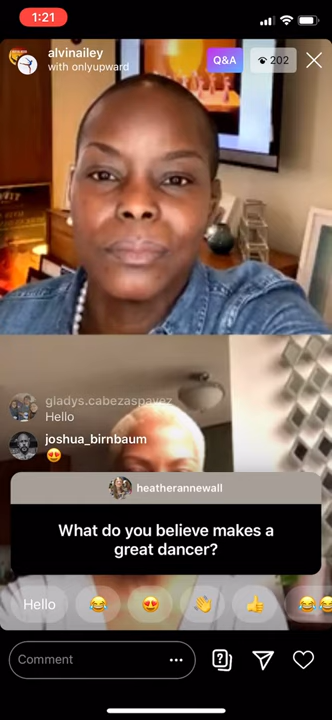 1:21
alvinailey
with onlyupward
Q&A
202
gladys.cabezaspavez
Hello
joshua_birnbaum
heatherannewall
What do you believe makes a
great dancer?
Hello
Comment